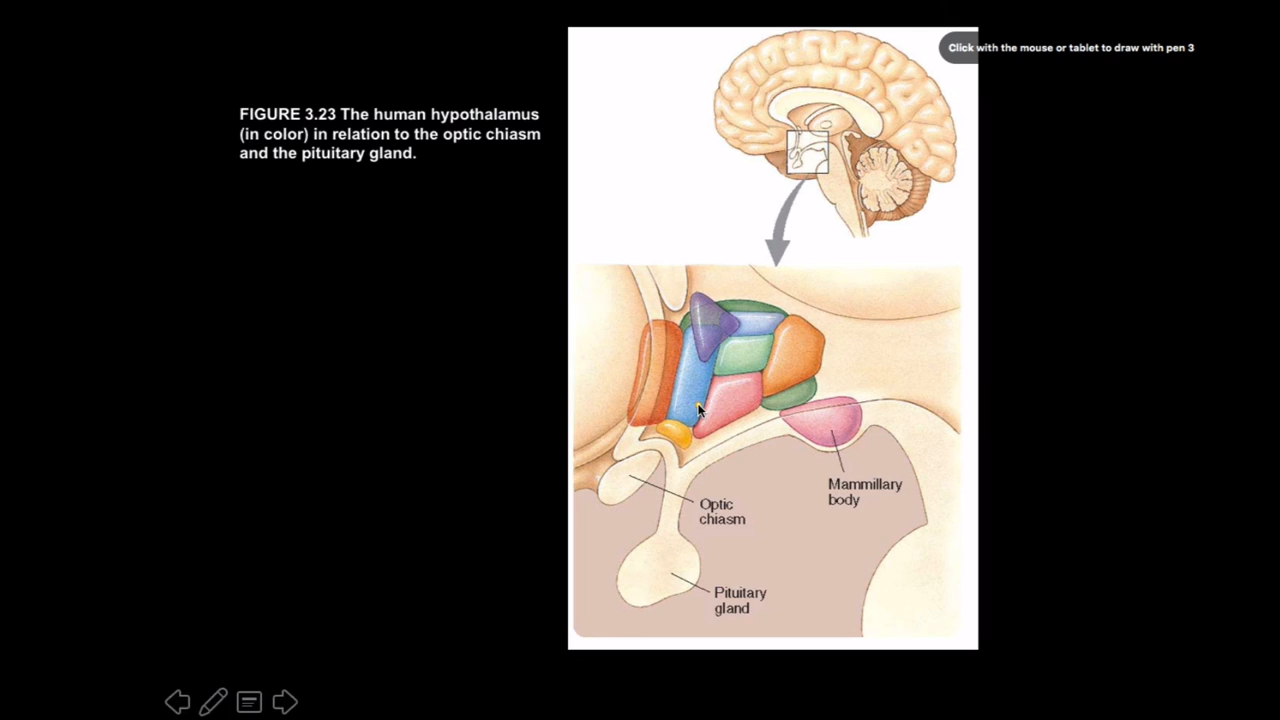 Click with the mouse or tablet to draw with pen 3
FIGURE 3.23 The human hypothalamus
(in color) in relation to the optic chiasm
and the pituitary gland.
Mammillary
body
Optic
chiasm
Pituitary
gland